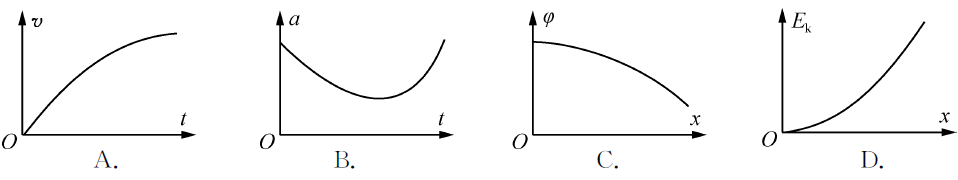 v t O A.
a t O B.
φ x O C.
Eₖ x O D.